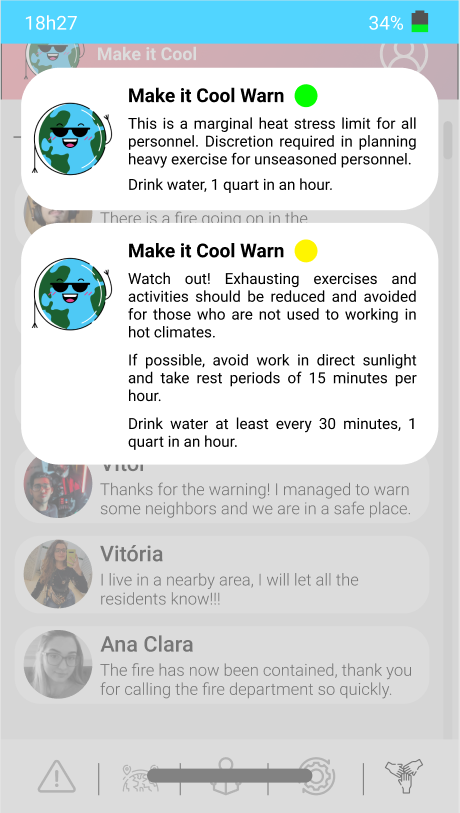 18h27
34%
Make it Cool
Make it Cool Warn
This is a marginal heat stress limit for all
personnel. Discretion required in planning
heavy exercise for unseasoned personnel.
Drink water, 1 quart in an hour.
There is a fire going on in the
Make it Cool Warn
Watch out! Exhausting exercises and
activities should be reduced and avoided
for those who are not used to working in
hot climates.
If possible, avoid work in direct sunlight
and take rest periods of 15 minutes per
hour.
Drink water at least every 30 minutes, 1
quart in an hour.
Vitor
Thanks for the warning! I managed to warn
some neighbors and we are in a safe place.
Vitória
I live in a nearby area, I will let all the
residents know!!!
Ana Clara
The fire has now been contained, thank you
for calling the fire department so quickly.